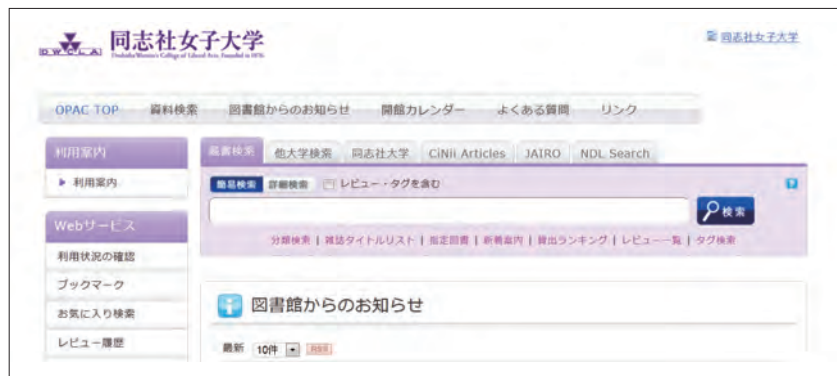 DWCLA 同志社女子大学
Doshisha Women's College of Liberal Arts, Founded in 1876
同志社女子大学
OPAC TOP 資料検索 図書館からのお知らせ 開館カレンダー よくある質問 リンク
利用案内
利用案内
Webサービス
利用状況の確認
ブックマーク
お気に入り検索
レビュー履歴
蔵書検索 他大学検索 同志社大学 CiNii Articles JAIRO NDL Search
簡易検索 詳細検索 レビュー・タグを含む
検索
分類検索 | 雑誌タイトルリスト | 指定図書 | 新着案内 | 貸出ランキング | レビュー一覧 | タグ検索
図書館からのお知らせ
最新 10件